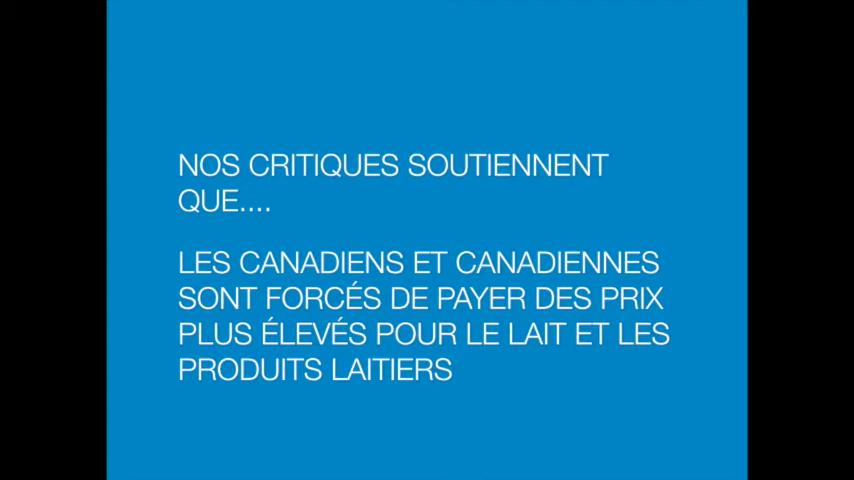 NOS CRITIQUES SOUTIENNENT
QUE....
LES CANADIENS ET CANADIENNES
SONT FORCÉS DE PAYER DES PRIX
PLUS ÉLEVÉS POUR LE LAIT ET LES
PRODUITS LAITIERS